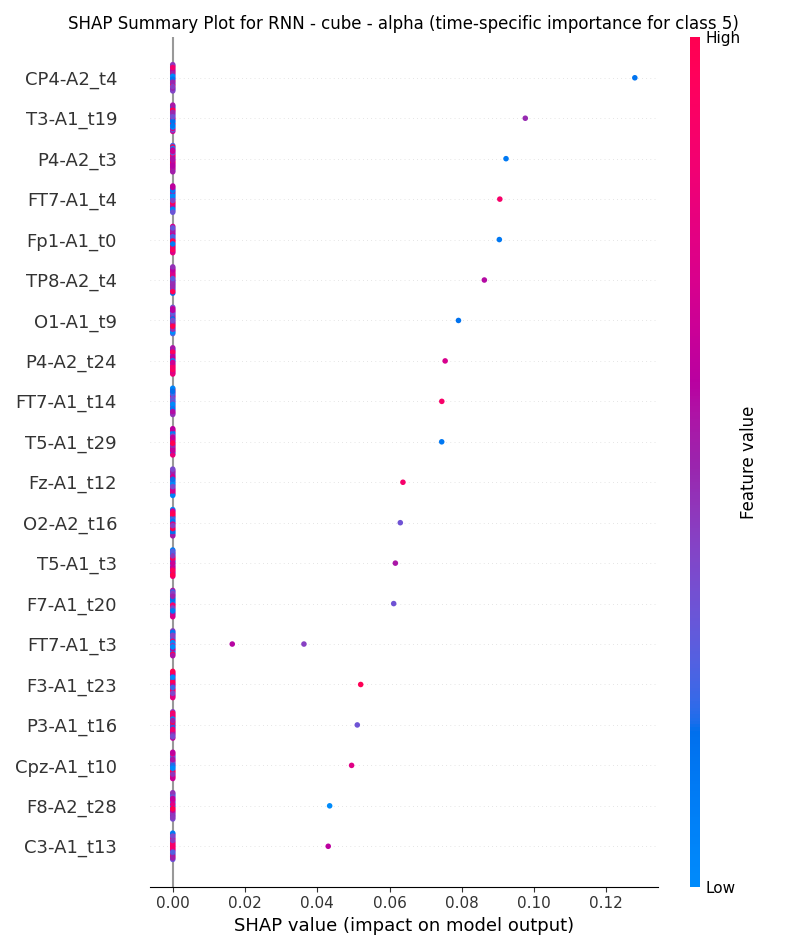 SHAP Summary Plot for RNN - cube - alpha (time-specific importance for class 5)
High
CP4-A2_t4
T3-A1_t19
P4-A2_t3
FT7-A1_t4
Fp1-A1_t0
TP8-A2_t4
O1-A1_t9
P4-A2_t24
FT7-A1_t14
T5-A1_t29
Fz-A1_t12
O2-A2_t16
T5-A1_t3
F7-A1_t20
FT7-A1_t3
F3-A1_t23
P3-A1_t16
Cpz-A1_t10
F8-A2_t28
C3-A1_t13
Feature value
Low
0.00 0.02 0.04 0.06 0.08 0.10 0.12
SHAP value (impact on model output)